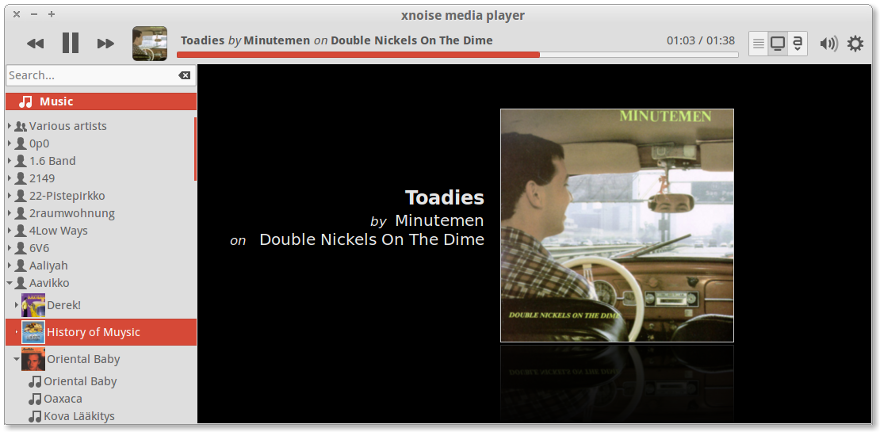 xnoise media player
Toadies by Minutemen on Double Nickels On The Dime
01:03 / 01:38
a
Search...
Music
Various artists
0p0
1.6 Band
2149
22-Pistepirkko
2raumwohnung
4Low Ways
6V6
Aaliyah
Aavikko
Derek!
History of Muysic
Oriental Baby
Oriental Baby
Oaxaca
Kova Lääkitys
Toadies
by Minutemen
on Double Nickels On The Dime
MINUTEMEN
DOUBLE NICKELS ON THE DIME